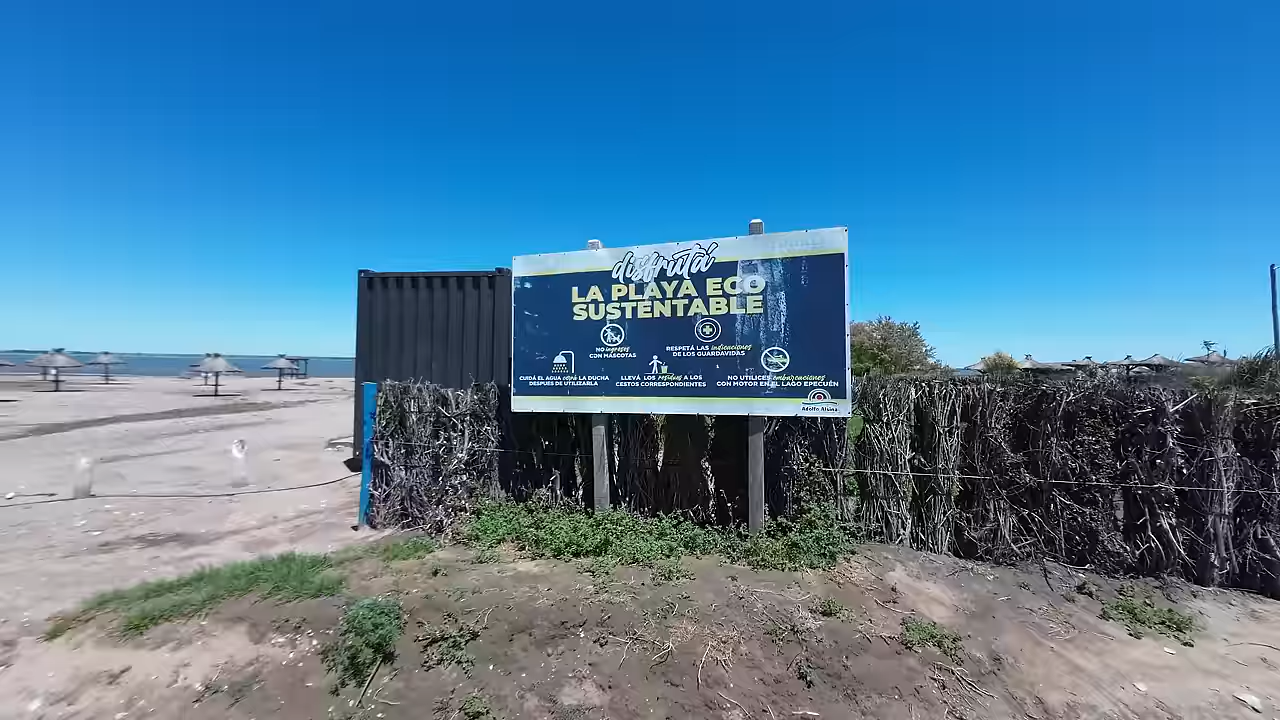 disfrutá
LA PLAYA ECO
SUSTENTABLE
NO ingreses
CON MASCOTAS
RESPETÁ LAS indicaciones
DE LOS GUARDAVIDAS
CUIDÁ EL AGUA cerrá LA DUCHA
DESPUÉS DE UTILIZARLA
LLEVÁ LOS residuos A LOS
CESTOS CORRESPONDIENTES
NO UTILICES embarcaciones
CON MOTOR EN EL LAGO EPECUÉN
Adolfo Alsina